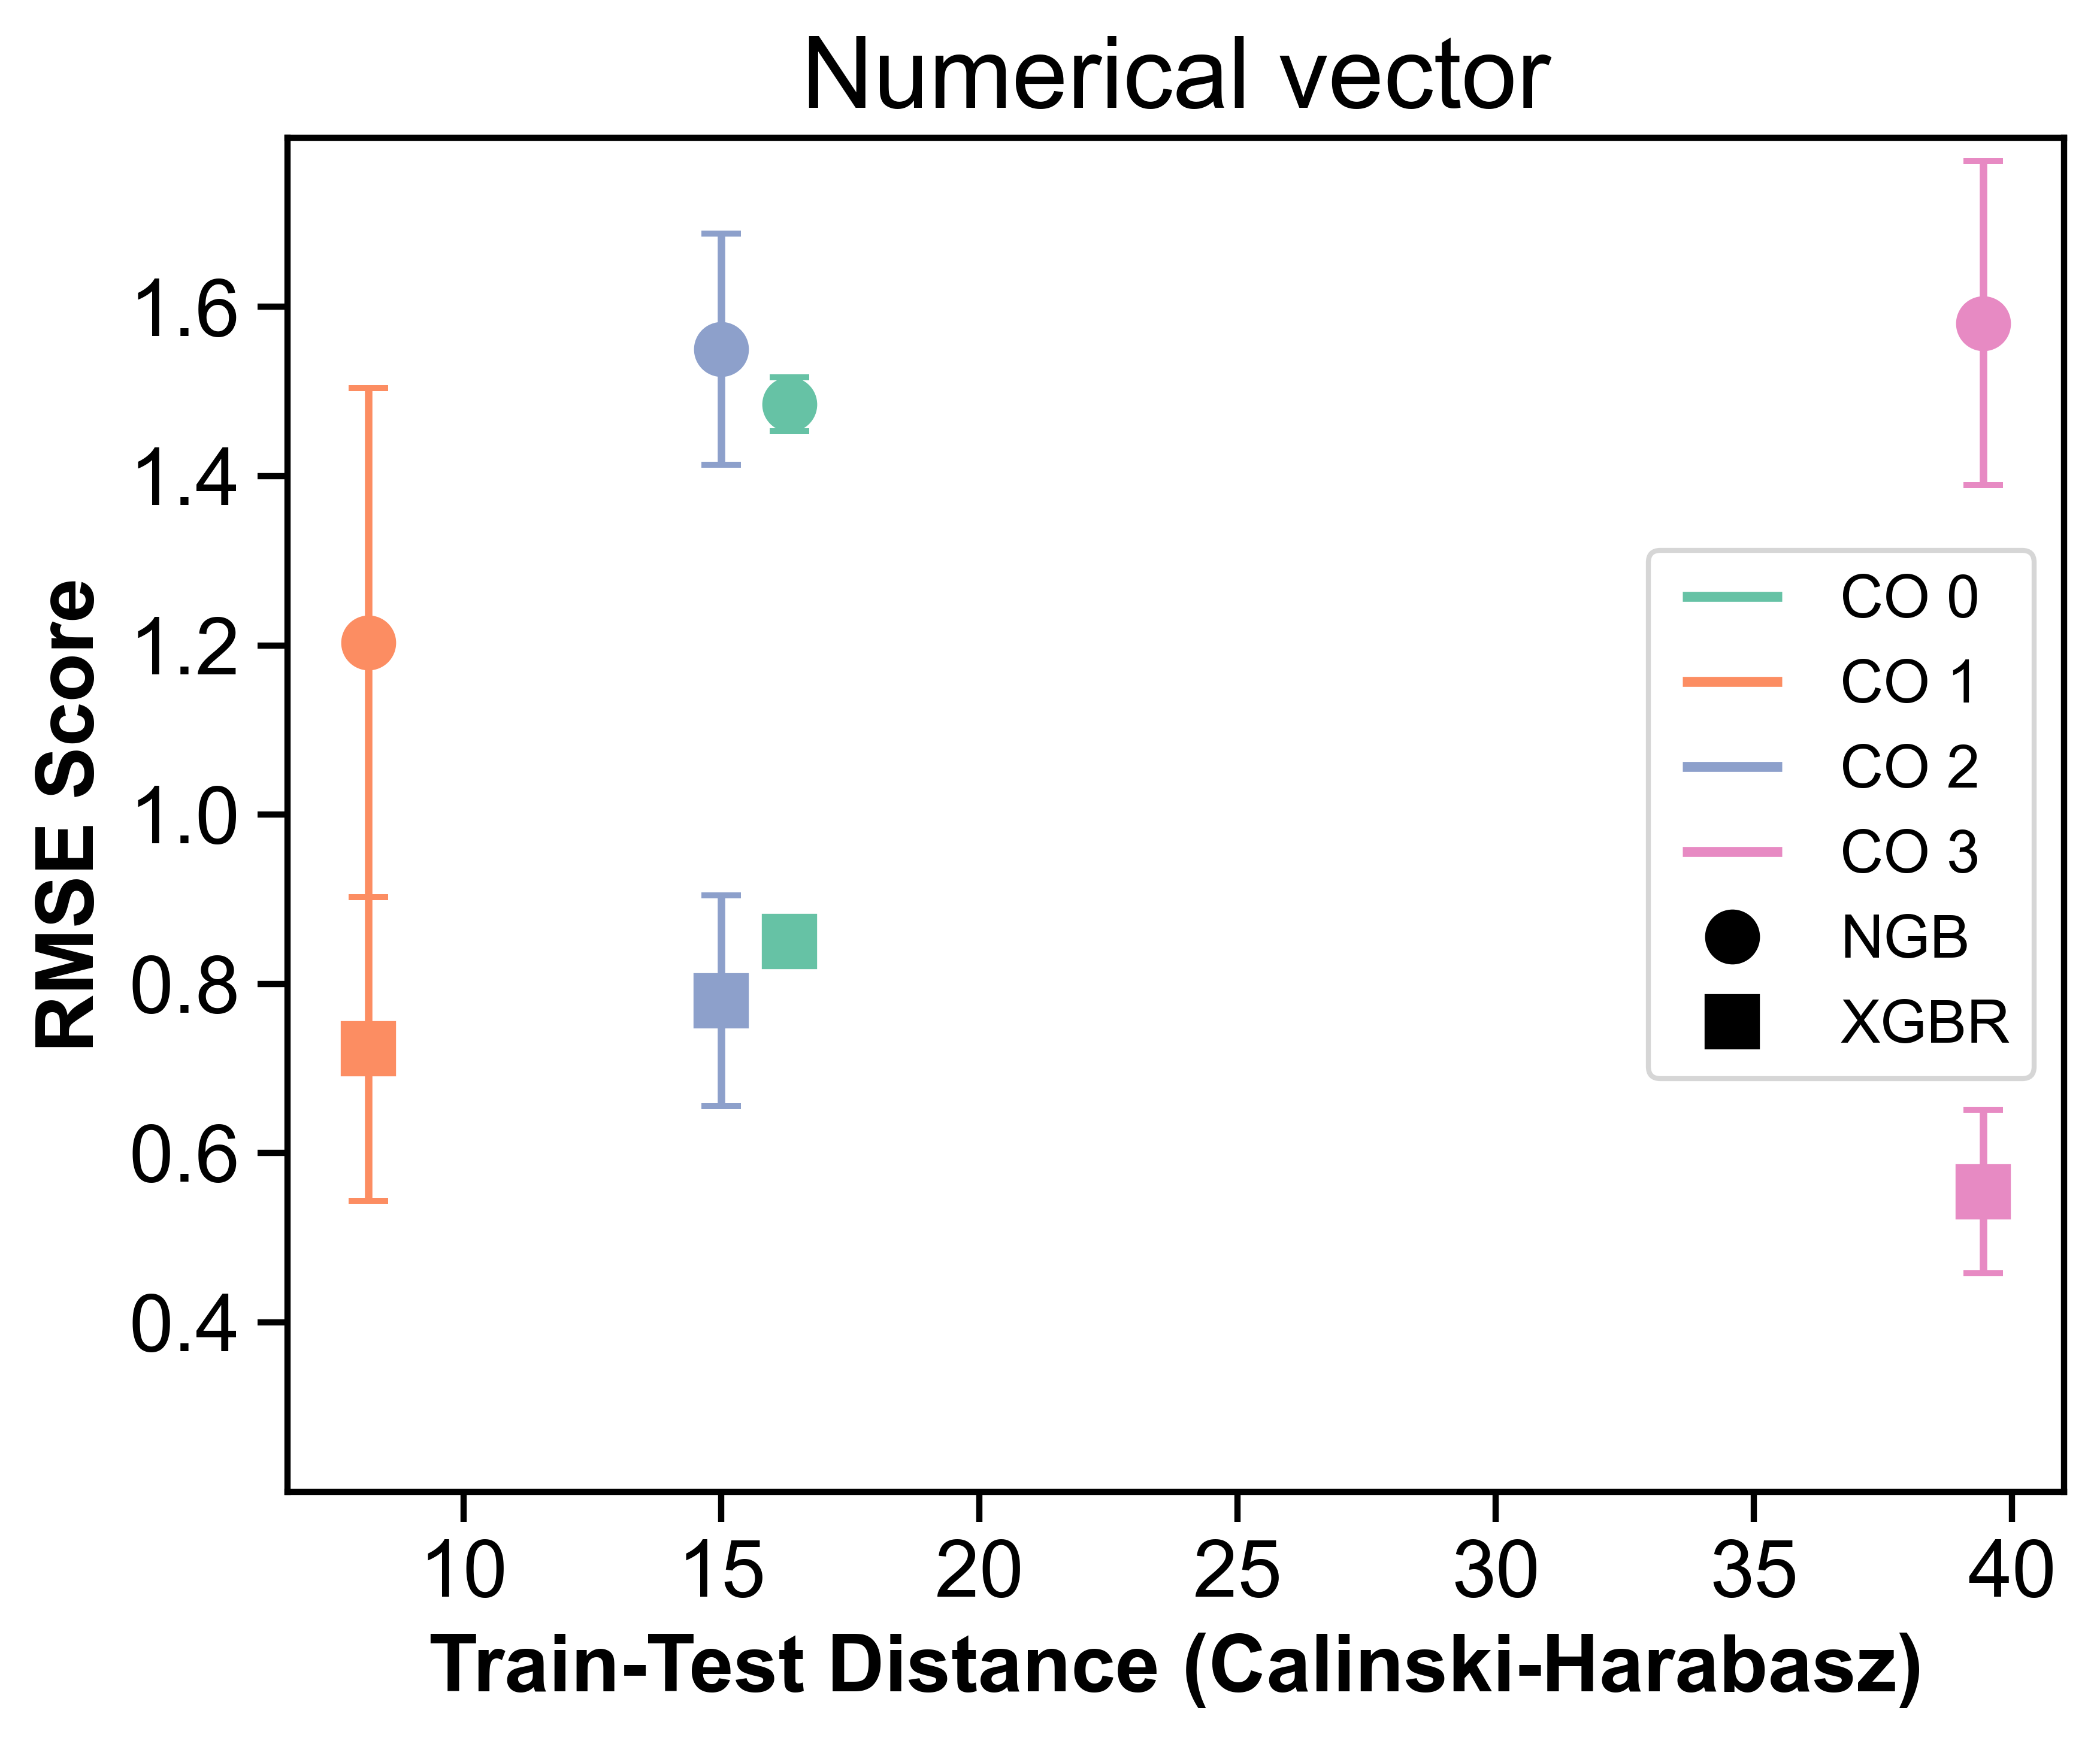 Numerical vector
RMSE Score
1.6
1.4
1.2
1.0
0.8
0.6
0.4
CO 0
CO 1
CO 2
CO 3
NGB
XGBR
10 15 20 25 30 35 40
Train-Test Distance (Calinski-Harabasz)